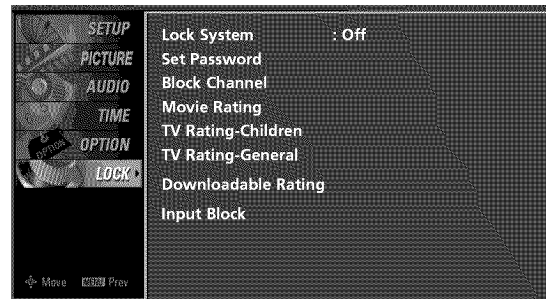 SETUP
PICTURE
AUDIO
TIME
OPTION
OPTION
LOCK
Move MENU Prev
Lock System : Off
Set Password
Block Channel
Movie Rating
TV Rating-Children
TV Rating-General
Downloadable Rating
Input Block